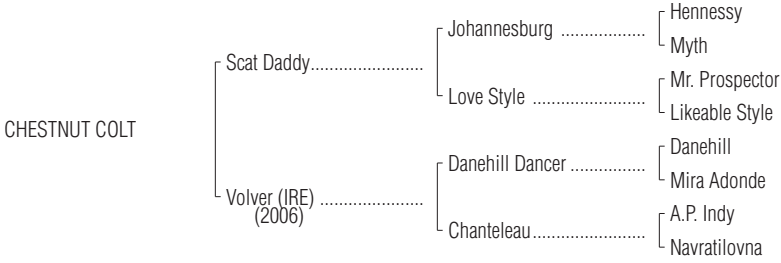 Hennessy
Johannesburg ....................
Myth
Scat Daddy.......................
Mr. Prospector
Love Style .......................
Likeable Style
CHESTNUT COLT
Danehill
Danehill Dancer ................
Mira Adonde
Volver (IRE) .....................
(2006)
A.P. Indy
Chanteleau.......................
Navratilovna